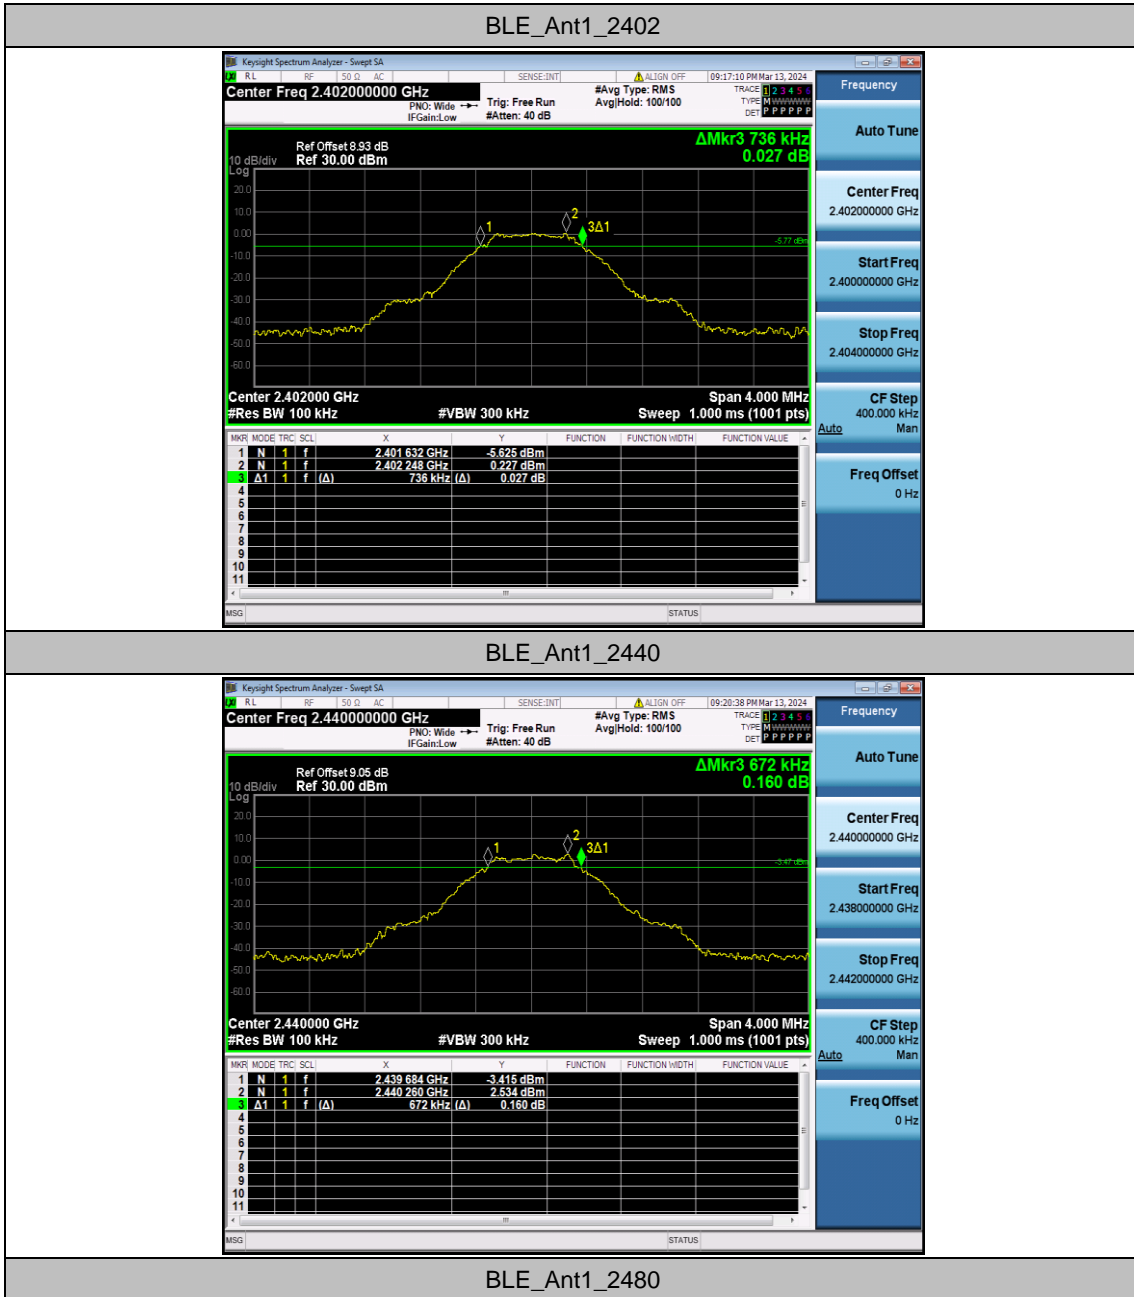 BLE_Ant1_2402
Keysight Spectrum Analyzer - Swept SA
RL RF 50 Ω AC SENSE:INT ALIGN OFF 09:17:10 PM Mar 13, 2024
Center Freq 2.402000000 GHz
PNO: Wide Trig: Free Run #Avg Type: RMS TRACE 1 2 3 4 5 6
IFGain:Low #Atten: 40 dB Avg|Hold: 100/100 TYPE M WWWWW
DET P P P P P P
Frequency
Auto Tune
Center Freq
2.402000000 GHz
Start Freq
2.400000000 GHz
Stop Freq
2.404000000 GHz
CF Step
400.000 kHz
Auto Man
Freq Offset
0 Hz
ΔMkr3 736 kHz
0.027 dB
Ref Offset 8.93 dB
10 dB/div Ref 30.00 dBm
Log
20.0
10.0
0.00
-10.0
-20.0
-30.0
-40.0
-50.0
-60.0
1
2
3Δ1
-5.77 dBm
Center 2.402000 GHz Span 4.000 MHz
#Res BW 100 kHz #VBW 300 kHz Sweep 1.000 ms (1001 pts)
MKR MODE TRC SCL X Y FUNCTION FUNCTION WIDTH FUNCTION VALUE
1 N 1 f 2.401 632 GHz -5.625 dBm
2 N 1 f 2.402 248 GHz 0.227 dBm
3 Δ1 1 f (Δ) 736 kHz (Δ) 0.027 dB
4
5
6
7
8
9
10
11
MSG STATUS
BLE_Ant1_2440
Keysight Spectrum Analyzer - Swept SA
RL RF 50 Ω AC SENSE:INT ALIGN OFF 09:20:38 PM Mar 13, 2024
Center Freq 2.440000000 GHz
PNO: Wide Trig: Free Run #Avg Type: RMS TRACE 1 2 3 4 5 6
IFGain:Low #Atten: 40 dB Avg|Hold: 100/100 TYPE M WWWWW
DET P P P P P P
Frequency
Auto Tune
Center Freq
2.440000000 GHz
Start Freq
2.438000000 GHz
Stop Freq
2.442000000 GHz
CF Step
400.000 kHz
Auto Man
Freq Offset
0 Hz
ΔMkr3 672 kHz
0.160 dB
Ref Offset 9.05 dB
10 dB/div Ref 30.00 dBm
Log
20.0
10.0
0.00
-10.0
-20.0
-30.0
-40.0
-50.0
-60.0
1
2
3Δ1
-3.47 dBm
Center 2.440000 GHz Span 4.000 MHz
#Res BW 100 kHz #VBW 300 kHz Sweep 1.000 ms (1001 pts)
MKR MODE TRC SCL X Y FUNCTION FUNCTION WIDTH FUNCTION VALUE
1 N 1 f 2.439 684 GHz -3.415 dBm
2 N 1 f 2.440 260 GHz 2.534 dBm
3 Δ1 1 f (Δ) 672 kHz (Δ) 0.160 dB
4
5
6
7
8
9
10
11
MSG STATUS
BLE_Ant1_2480